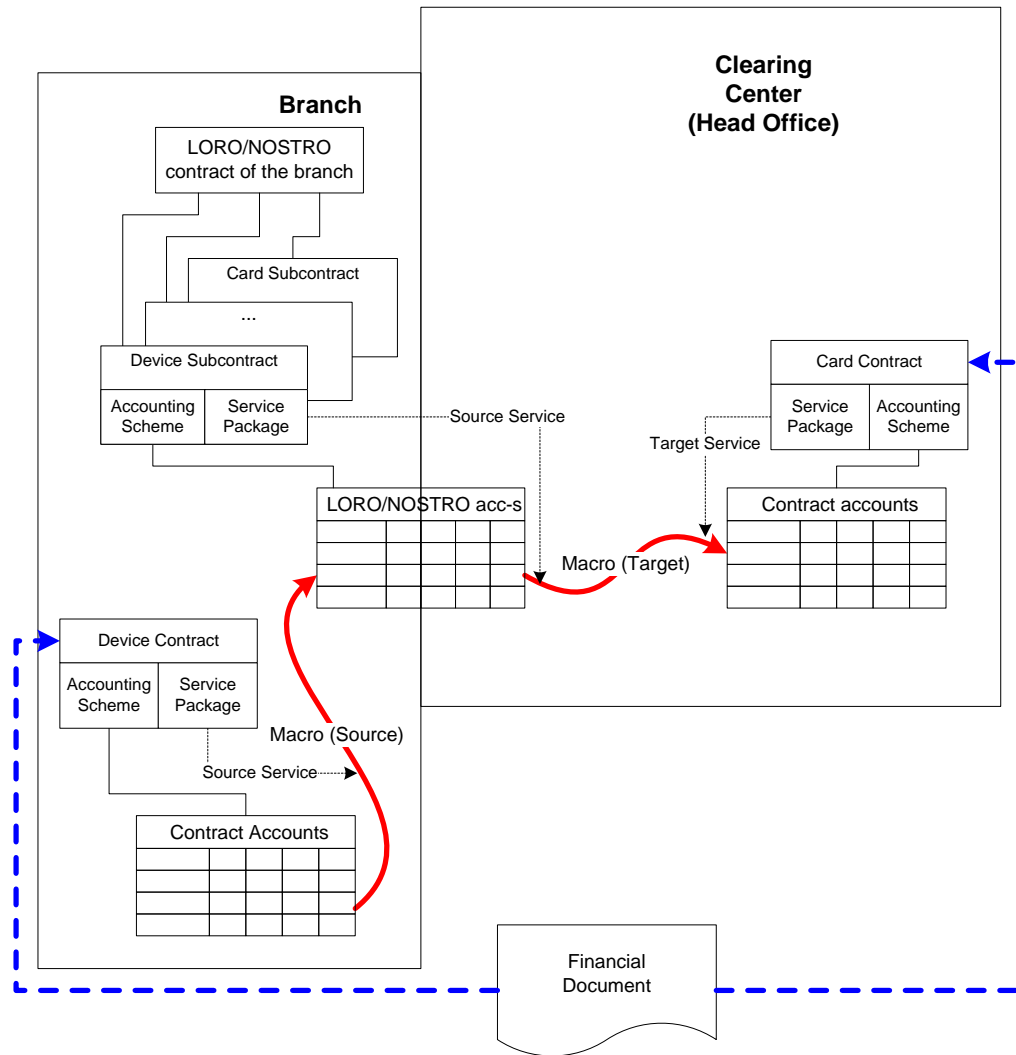 Clearing
Center
(Head Office)
Branch
LORO/NOSTRO
contract of the branch
Card Subcontract
...
Device Subcontract
Accounting
Scheme
Service
Package
Source Service
Card Contract
Service
Package
Accounting
Scheme
Target Service
LORO/NOSTRO acc-s
Contract accounts
Macro (Target)
Device Contract
Accounting
Scheme
Service
Package
Macro (Source)
Source Service
Contract Accounts
Financial
Document